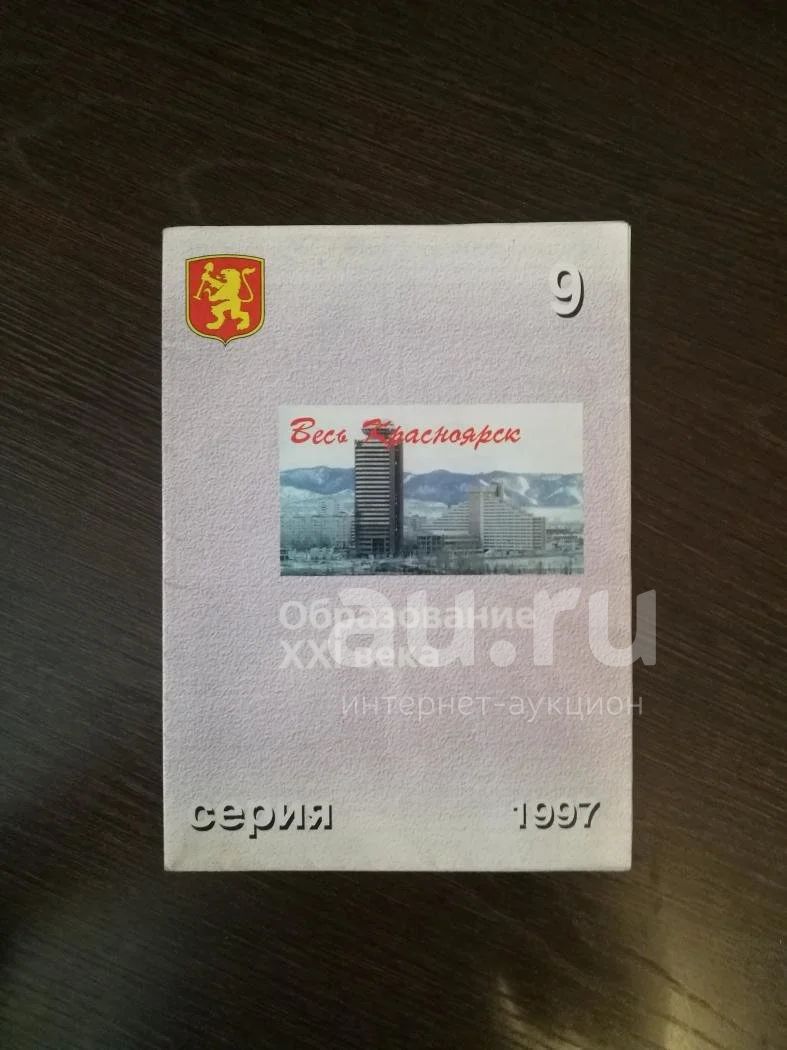 9
Весь Красноярск
Образование
XXI века
au.ru
интернет-аукцион
серия
1997